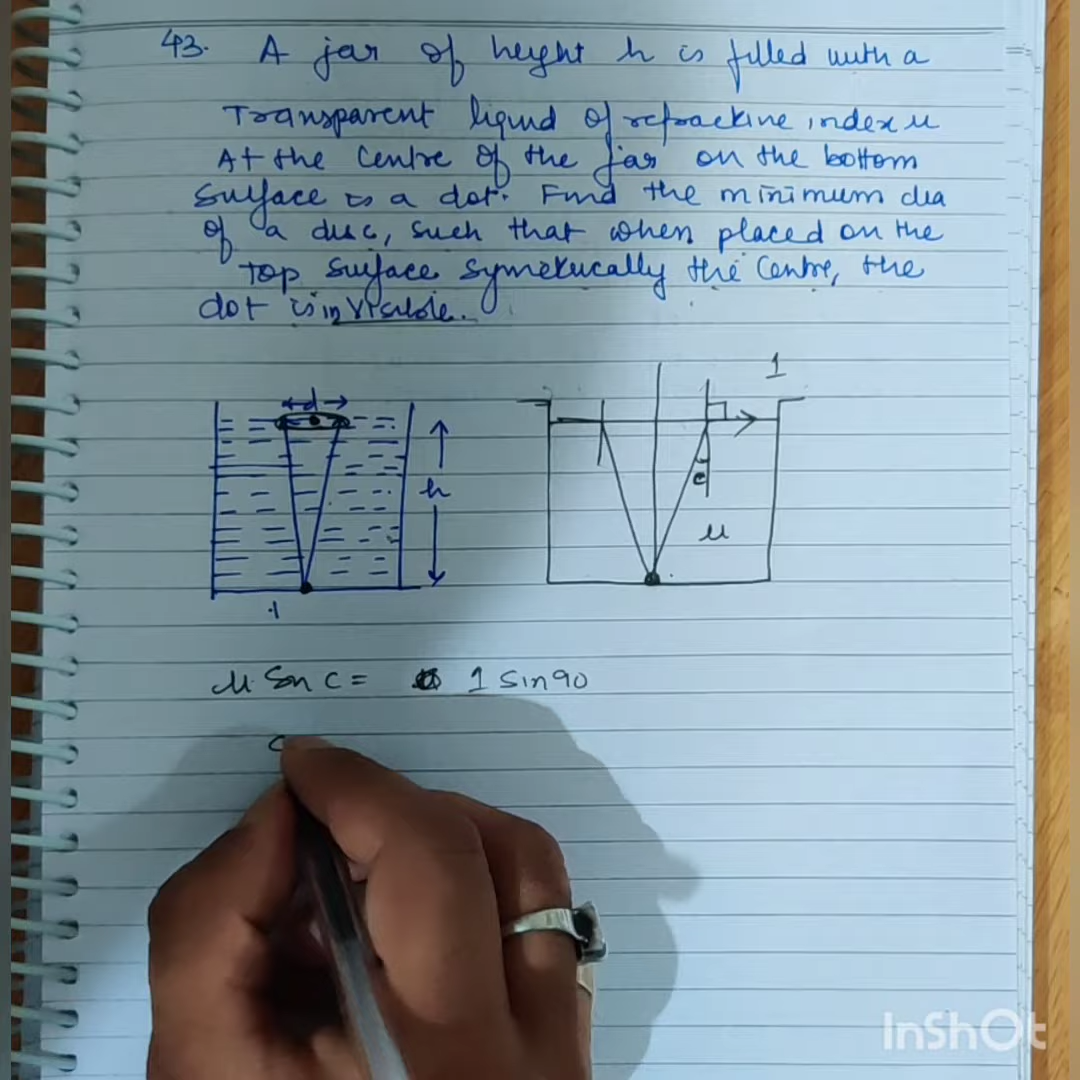 43. A jar of height h is filled with a
Transparent liquid of refractive index μ
At the centre of the jar on the bottom
surface is a dot. Find the minimum dia
of a disc, such that when placed on the
Top surface symetrically the centre, the
dot is invisible.
d
1
h
c
μ
μ Sin c = 1 sin 90
InShOt